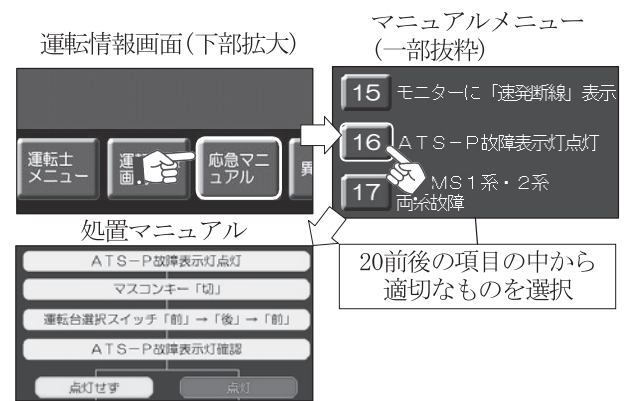 運転情報画面(下部拡大)
運転士
メニュー
運
画
応急マニ
ュアル
異
マニュアルメニュー
(一部抜粋)
15 モニターに「速発断線」表示
16 ATS-P故障表示灯点灯
17 MS1系・2系
両系故障
20前後の項目の中から
適切なものを選択
処置マニュアル
ATS-P故障表示灯点灯
マスコンキー「切」
運転台選択スイッチ「前」→「後」→「前」
ATS-P故障表示灯確認
点灯せず 点灯